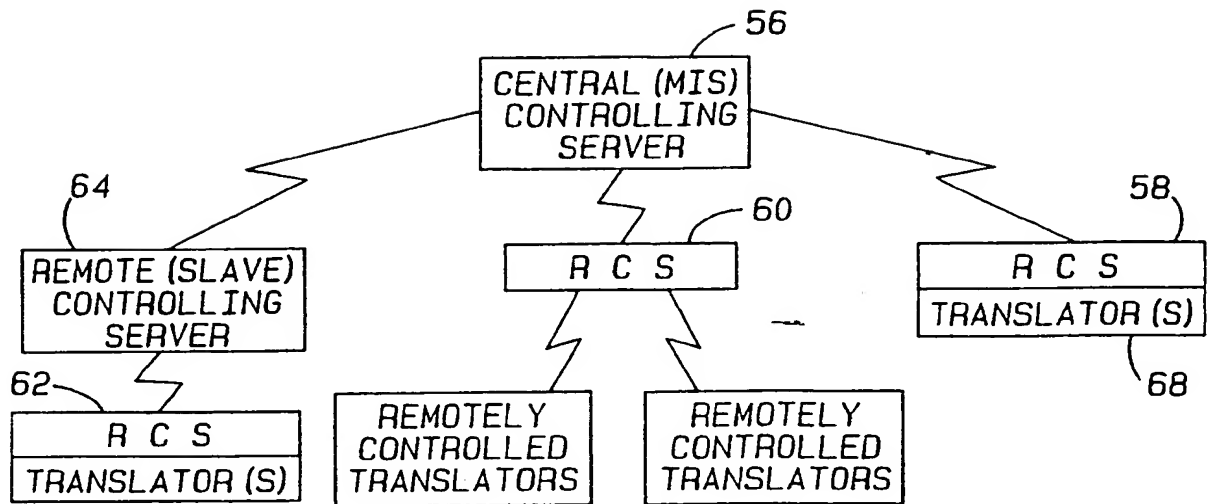 56
CENTRAL (MIS)
CONTROLLING
SERVER
64
60
58
REMOTE (SLAVE)
CONTROLLING
SERVER
R C S
R C S
TRANSLATOR (S)
62
68
R C S
TRANSLATOR (S)
REMOTELY
CONTROLLED
TRANSLATORS
REMOTELY
CONTROLLED
TRANSLATORS